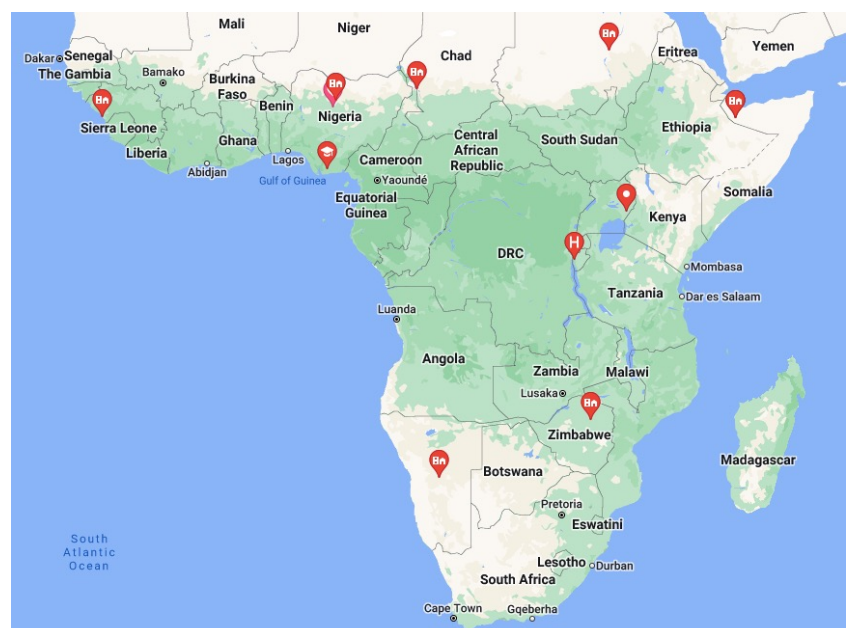 Mali
Niger
Chad
Eritrea
Yemen
Dakar
Senegal
The Gambia
Bamako
Burkina
Faso
Benin
Nigeria
Sierra Leone
Ghana
Liberia
Abidjan
Lagos
Gulf of Guinea
Cameroon
Yaoundé
Equatorial
Guinea
Central
African
Republic
South Sudan
Ethiopia
Somalia
Kenya
H
DRC
Mombasa
Tanzania
Dar es Salaam
Luanda
Angola
Zambia
Malawi
Lusaka
Zimbabwe
Madagascar
Botswana
Pretoria
Eswatini
South
Atlantic
Ocean
Lesotho
Durban
South Africa
Cape Town
Gqeberha